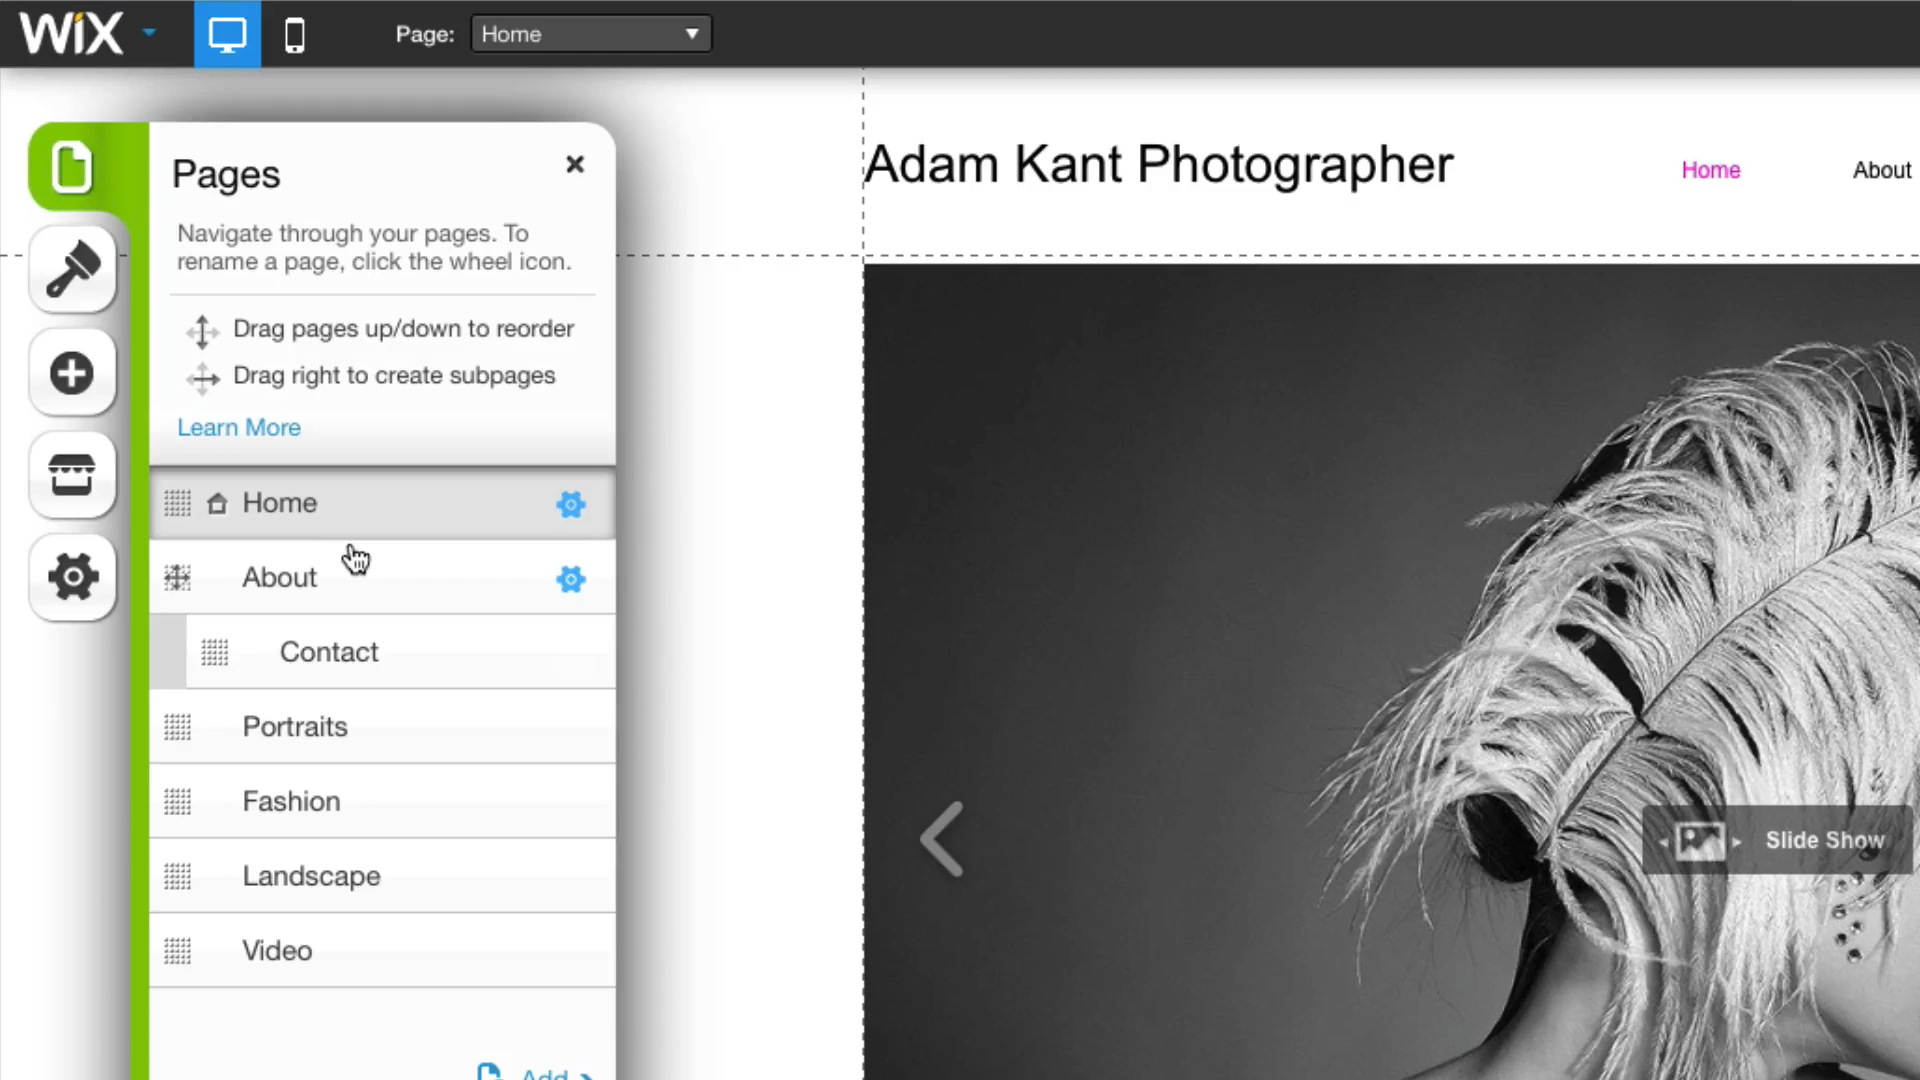 WiX
Page: Home
Pages
Navigate through your pages. To
rename a page, click the wheel icon.
Drag pages up/down to reorder
Drag right to create subpages
Learn More
Home
About
Contact
Portraits
Fashion
Landscape
Video
Add
Adam Kant Photographer
Home
About
Slide Show